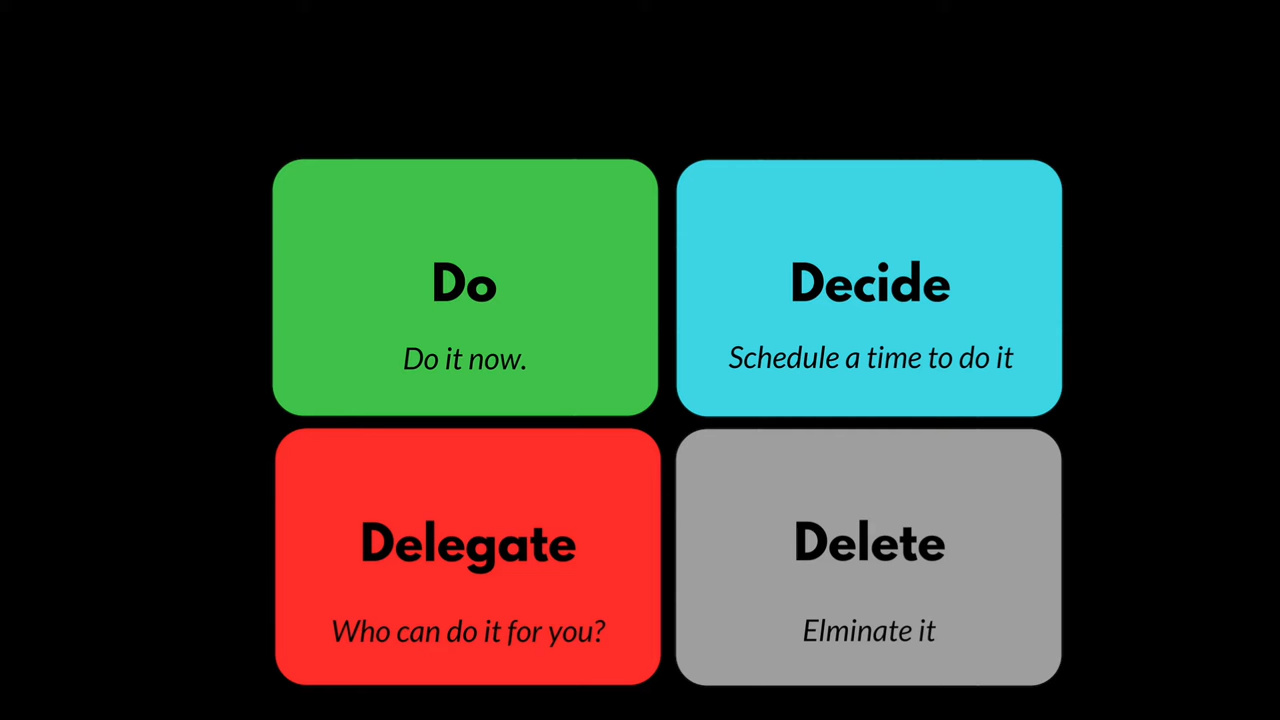 Do
Do it now.
Decide
Schedule a time to do it
Delegate
Who can do it for you?
Delete
Elminate it